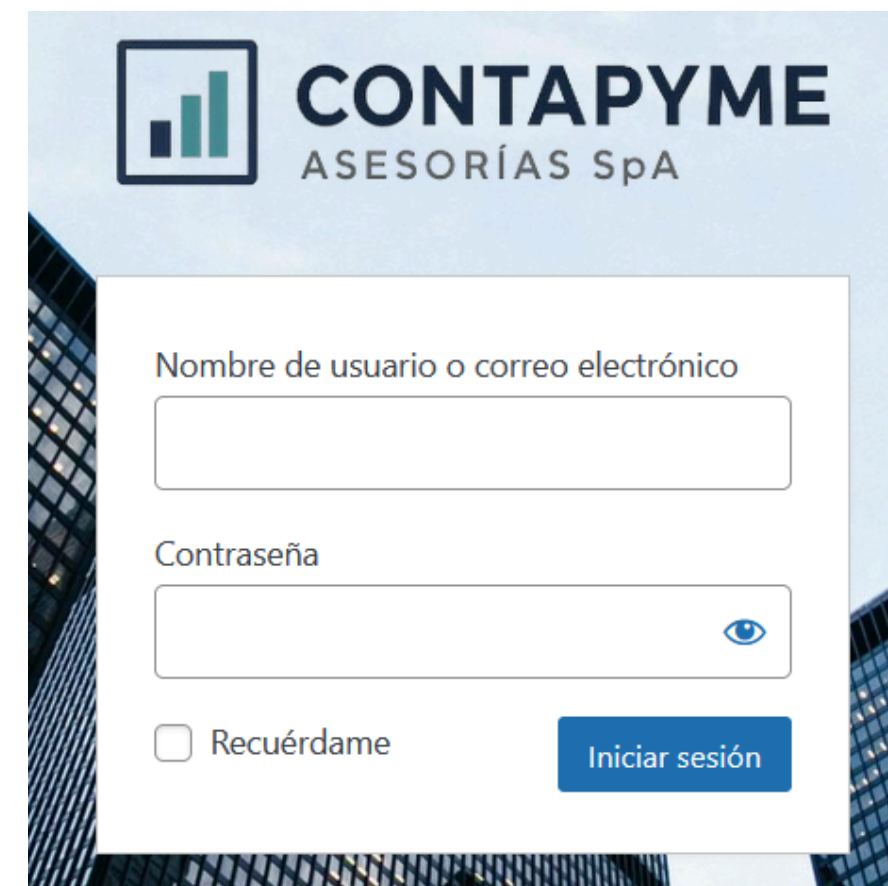 CONTAPYME
ASESORÍAS SpA
Nombre de usuario o correo electrónico
Contraseña
Recuérdame
Iniciar sesión